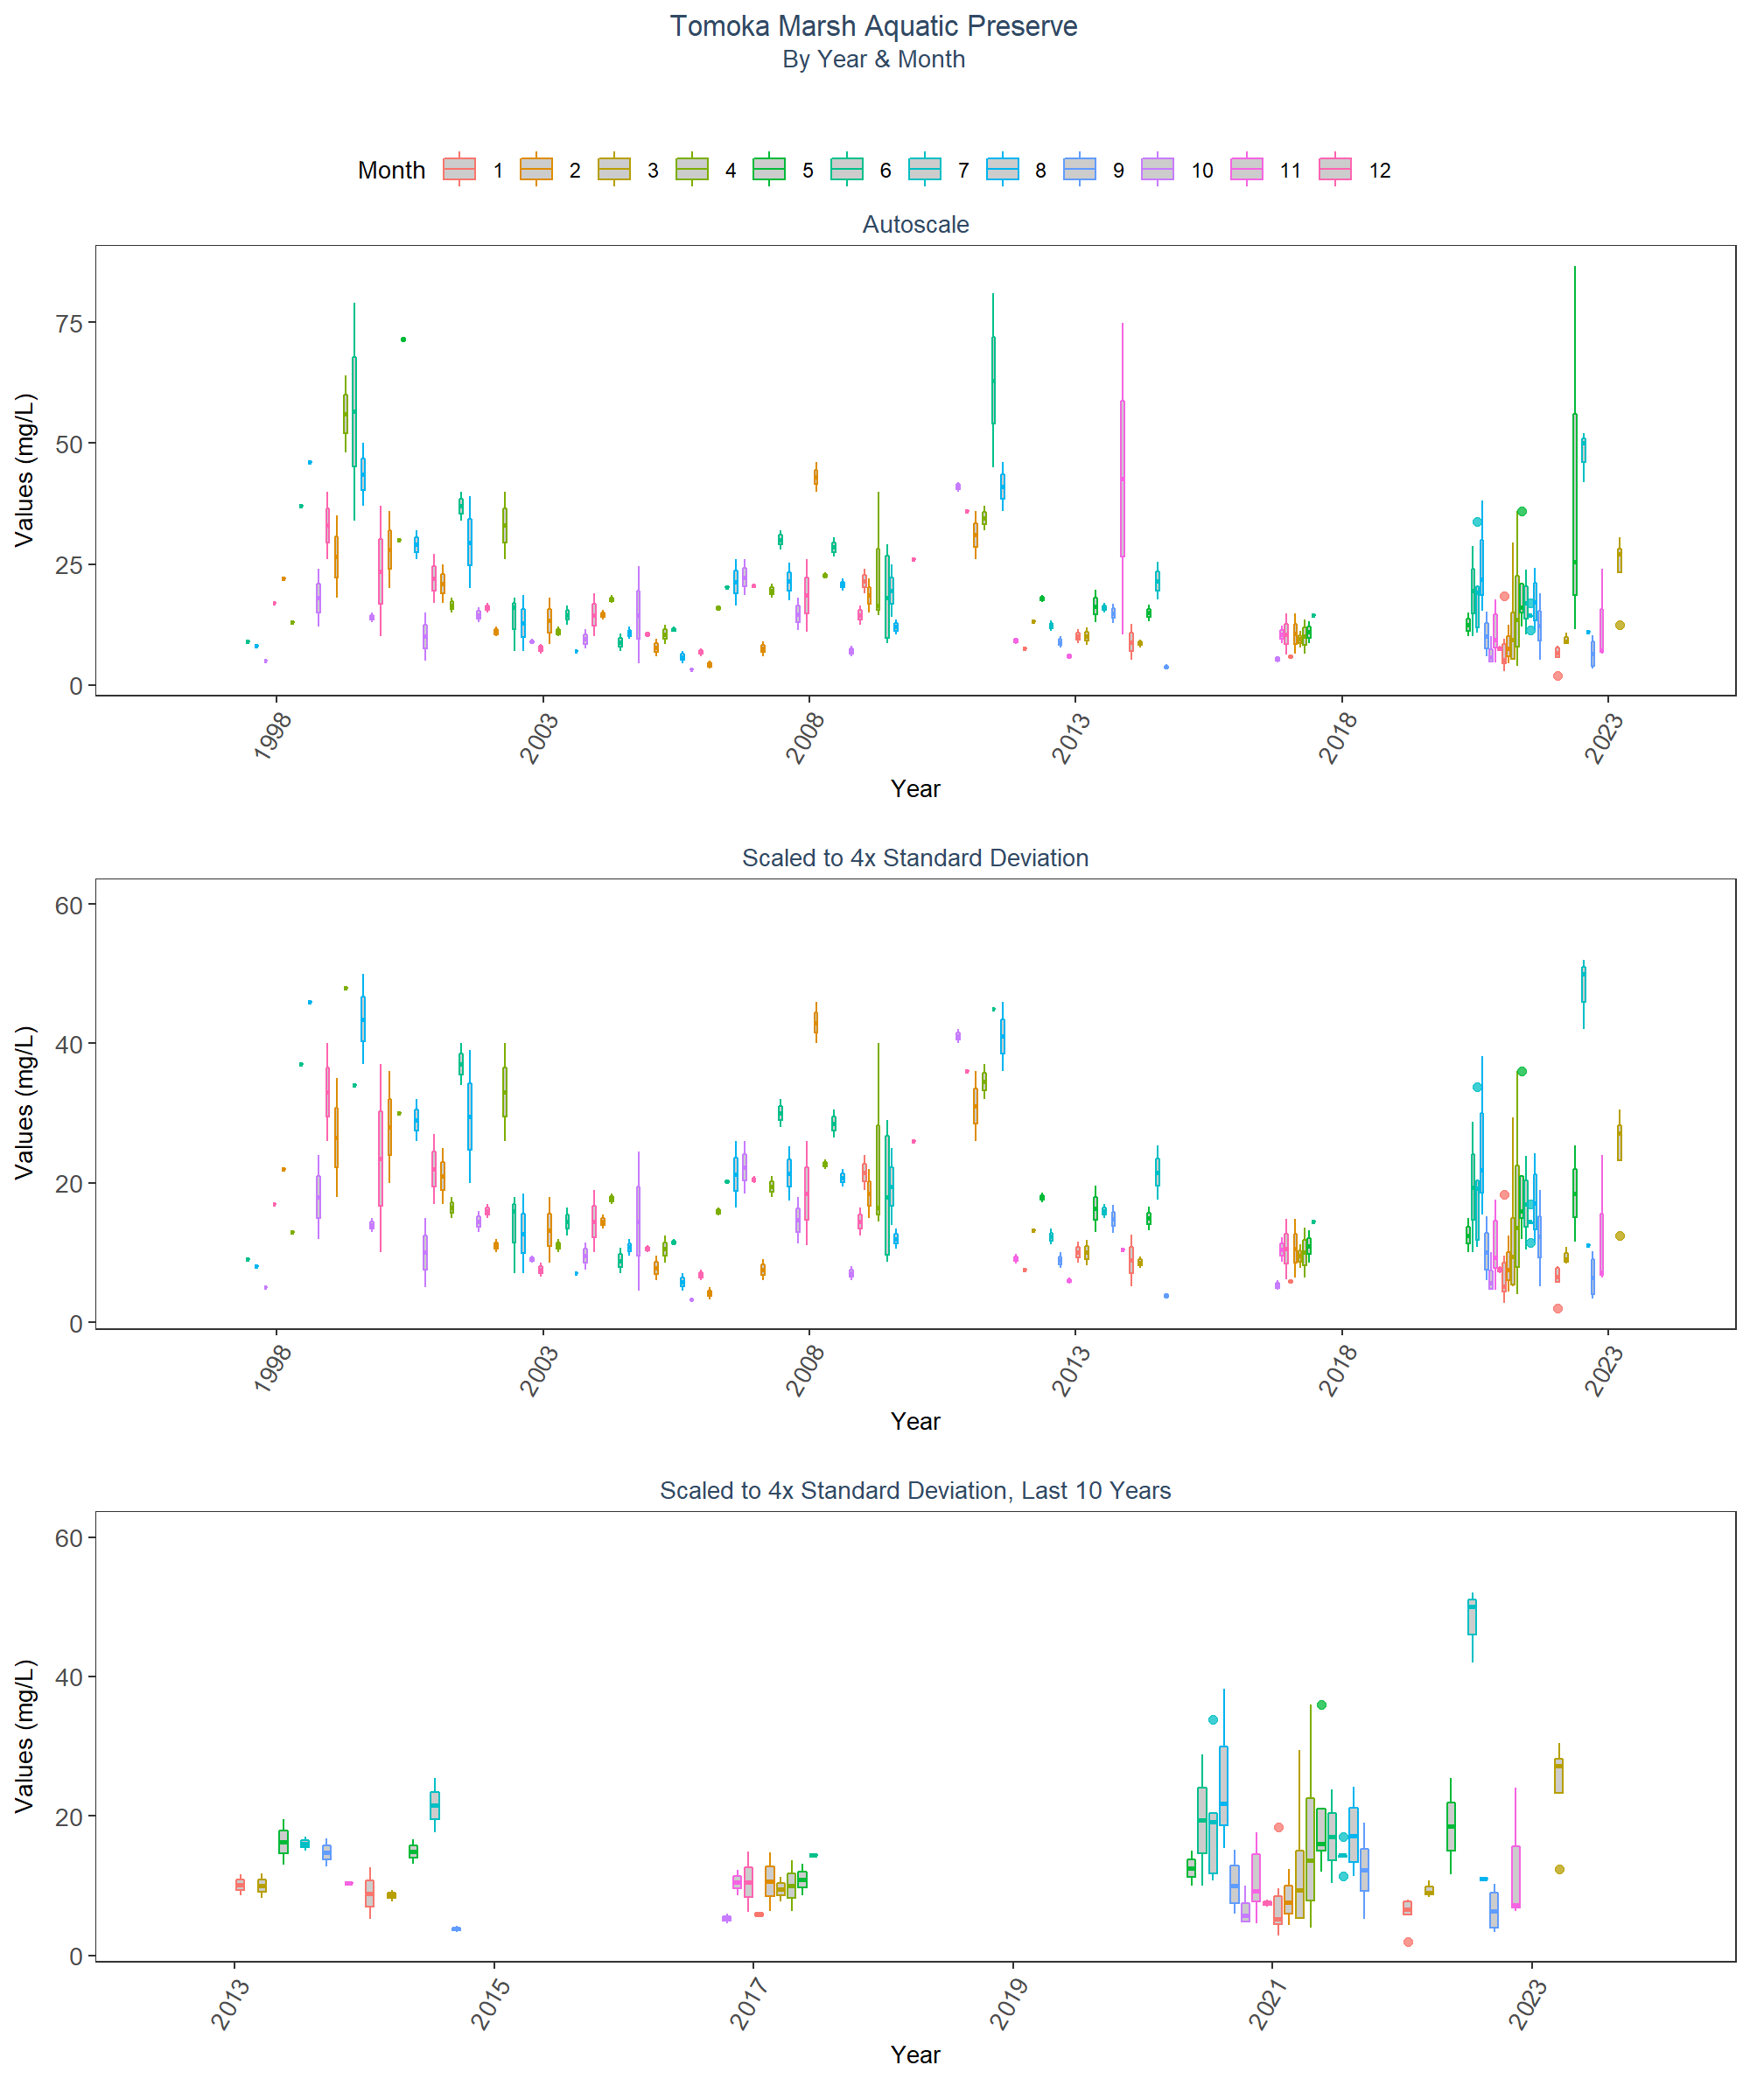 Tomoka Marsh Aquatic Preserve
By Year & Month
Month 1 2 3 4 5 6 7 8 9 10 11 12
Autoscale
Values (mg/L)
75
50
25
0
1998 2003 2008 2013 2018 2023
Year
Scaled to 4x Standard Deviation
Values (mg/L)
60
40
20
0
1998 2003 2008 2013 2018 2023
Year
Scaled to 4x Standard Deviation, Last 10 Years
Values (mg/L)
60
40
20
0
2013 2015 2017 2019 2021 2023
Year